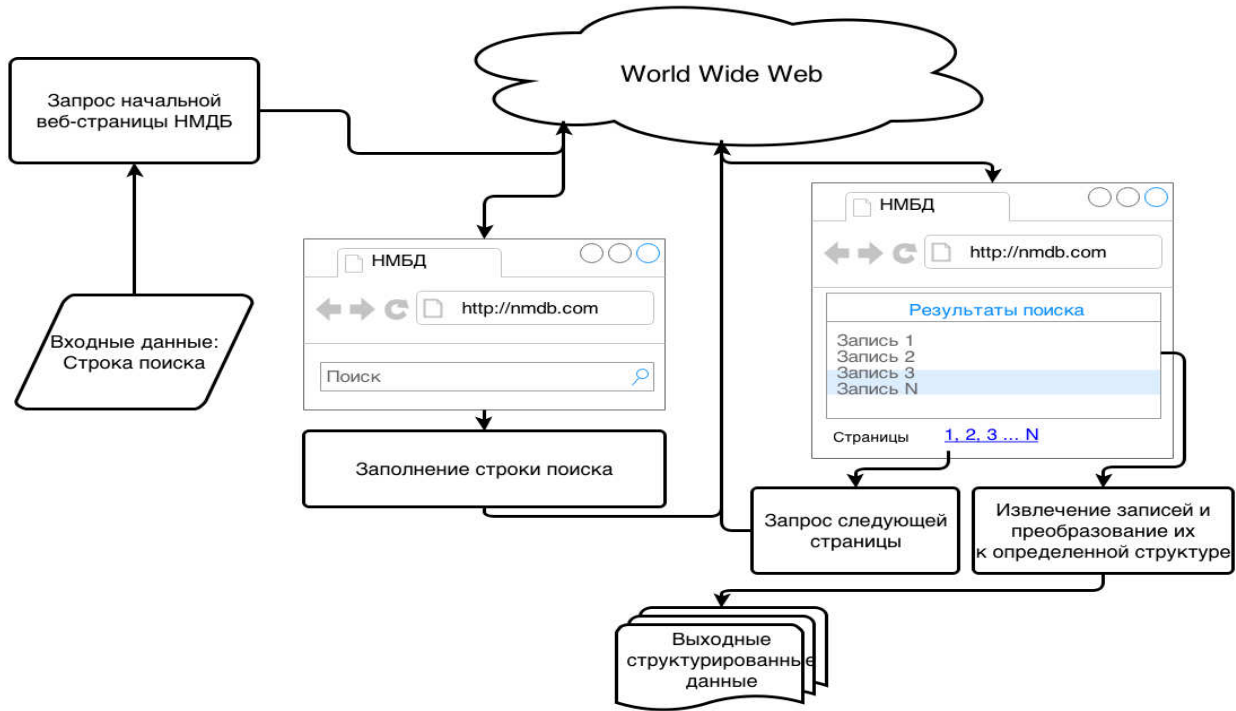 World Wide Web
Запрос начальной
веб-страницы НМДБ
Входные данные:
Строка поиска
НМБД
http://nmdb.com
Поиск
Заполнение строки поиска
НМБД
http://nmdb.com
Результаты поиска
Запись 1
Запись 2
Запись 3
Запись N
Страницы 1, 2, 3 ... N
Запрос следующей
страницы
Извлечение записей и
преобразование их
к определенной структуре
Выходные
структурированные
данные